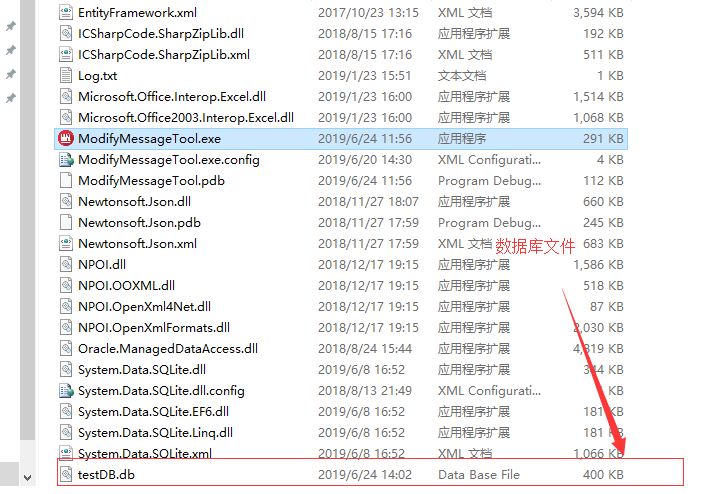 EntityFramework.xml 2017/10/23 13:15 XML 文档 3,594 KB
ICSharpCode.SharpZipLib.dll 2018/8/15 17:16 应用程序扩展 192 KB
ICSharpCode.SharpZipLib.xml 2018/8/15 17:16 XML 文档 511 KB
Log.txt 2019/1/23 15:51 文本文档 1 KB
Microsoft.Office.Interop.Excel.dll 2019/1/23 16:00 应用程序扩展 1,514 KB
Microsoft.Office2003.Interop.Excel.dll 2019/1/23 16:00 应用程序扩展 1,068 KB
ModifyMessageTool.exe 2019/6/24 11:56 应用程序 291 KB
ModifyMessageTool.exe.config 2019/6/20 14:30 XML Configurati... 4 KB
ModifyMessageTool.pdb 2019/6/24 11:56 Program Debug... 112 KB
Newtonsoft.Json.dll 2018/11/27 18:07 应用程序扩展 660 KB
Newtonsoft.Json.pdb 2018/11/27 17:59 Program Debug... 245 KB
Newtonsoft.Json.xml 2018/11/27 17:59 XML 文档 数据库文件 683 KB
NPOI.dll 2018/12/17 19:15 应用程序扩展 1,586 KB
NPOI.OOXML.dll 2018/12/17 19:15 应用程序扩展 518 KB
NPOI.OpenXml4Net.dll 2018/12/17 19:15 应用程序扩展 87 KB
NPOI.OpenXmlFormats.dll 2018/12/17 19:15 应用程序扩展 2,030 KB
Oracle.ManagedDataAccess.dll 2018/8/24 15:44 应用程序扩展 KB
System.Data.SQLite.dll 2019/6/8 16:52 应用程序扩展 KB
System.Data.SQLite.dll.config 2018/8/13 21:49 XML Configurati... KB
System.Data.SQLite.EF6.dll 2019/6/8 16:52 应用程序扩展 181 KB
System.Data.SQLite.Linq.dll 2019/6/8 16:52 应用程序扩展 181 KB
System.Data.SQLite.xml 2019/6/8 16:52 XML 文档 1,066 KB
testDB.db 2019/6/24 14:02 Data Base File 400 KB